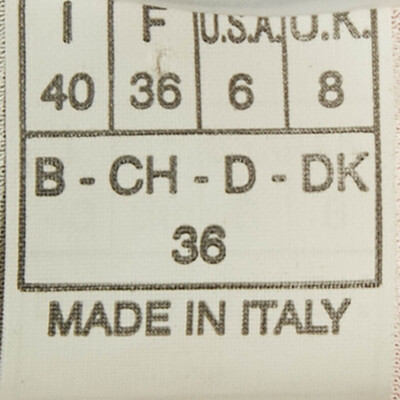 I F U.S.A. U.K.
40 36 6 8
B - CH - D - DK
36
MADE IN ITALY